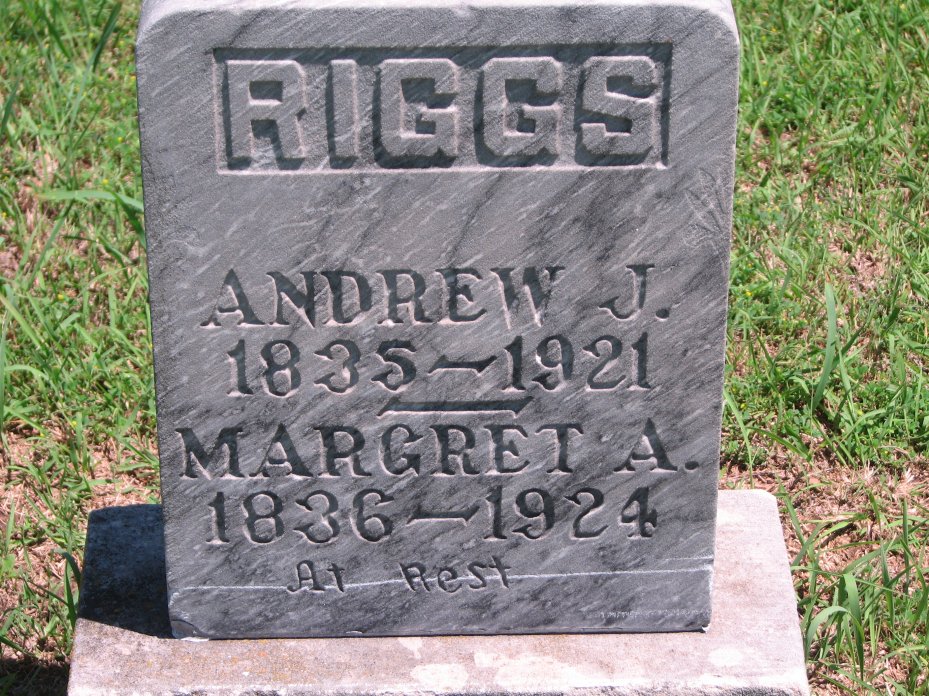 RIGGS
ANDREW J.
1835–1921
MARGRET A.
1836–1924
At Rest